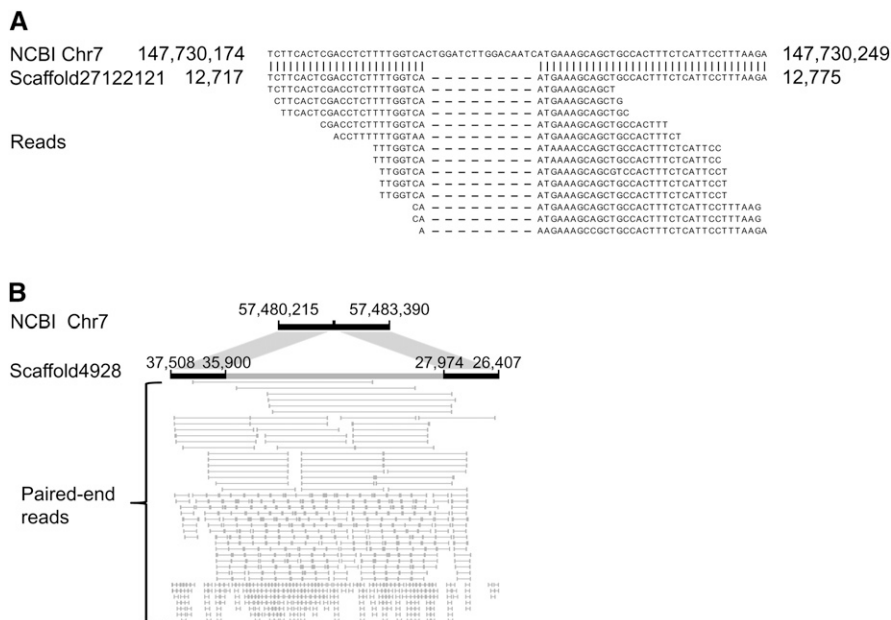 A
NCBI Chr7 147,730,174 TCTTCACTCGACCTCTTTTGGTCACTGGATCTTGGACAATCATGAAAGCAGCTGCCACTTTCTCATTCCTTTAAGA 147,730,249
Scaffold27122121 12,717 TCTTCACTCGACCTCTTTTGGTCA – – – – – – – – – ATGAAAGCAGCTGCCACTTTCTCATTCCTTTAAGA 12,775
TCTTCACTCGACCTCTTTTGGTCA – – – – – – – – – ATGAAAGCAGCT
CTTCACTCGACCTCTTTTGGTCA – – – – – – – – – ATGAAAGCAGCTG
TTCACTCGACCTCTTTTGGTCA – – – – – – – – – ATGAAAGCAGCTGC
CGACCTCTTTTGGTCA – – – – – – – – – ATGAAAGCAGCTGCCACTTT
Reads ACCTTTTTTGGTAA – – – – – – – – – ATGAAAGCAGCTGCCACTTTCT
TTTGGTCA – – – – – – – – – ATAAAACCAGCTGCCACTTTCTCATTCC
TTTGGTCA – – – – – – – – – ATAAAAGCAGCTGCCACTTTCTCATTCC
TTGGTCA – – – – – – – – – ATGAAAGCAGCGTCCACTTTCTCATTCCT
TTGGTCA – – – – – – – – – ATGAAAGCAGCTGCCACTTTCTCATTCCT
TTGGTCA – – – – – – – – – ATGAAAGCAGCTGCCACTTTCTCATTCCT
CA – – – – – – – – – ATGAAAGCAGCTGCCACTTTCTCATTCCTTTAAG
CA – – – – – – – – – ATGAAAGCAGCTGCCACTTTCTCATTCCTTTAAG
A – – – – – – – – – AAGAAAGCCGCTGCCACTTTCTCATTCCTTTAAGA
B
57,480,215 57,483,390
NCBI Chr7
37,508 35,900 27,974 26,407
Scaffold4928
Paired-end
reads